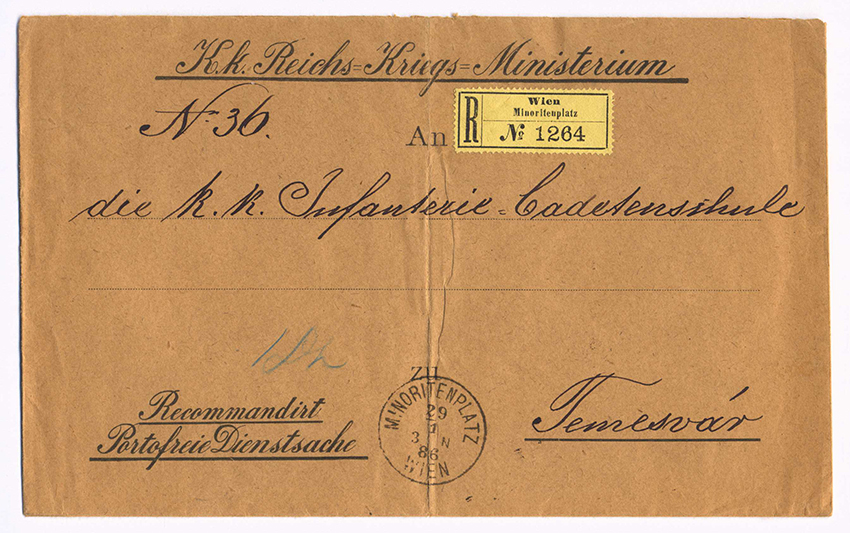 K.k. Reichs=Kriegs=Ministerium
No 36.
An
R
Wien
Minoritenplatz
№ 1264
die k. k. Infanterie=Cadetenschule
zu
Recommandirt
Portofreie Dienstsache
MINORITENPLATZ
29
1
3 N
86
WIEN
Temesvár